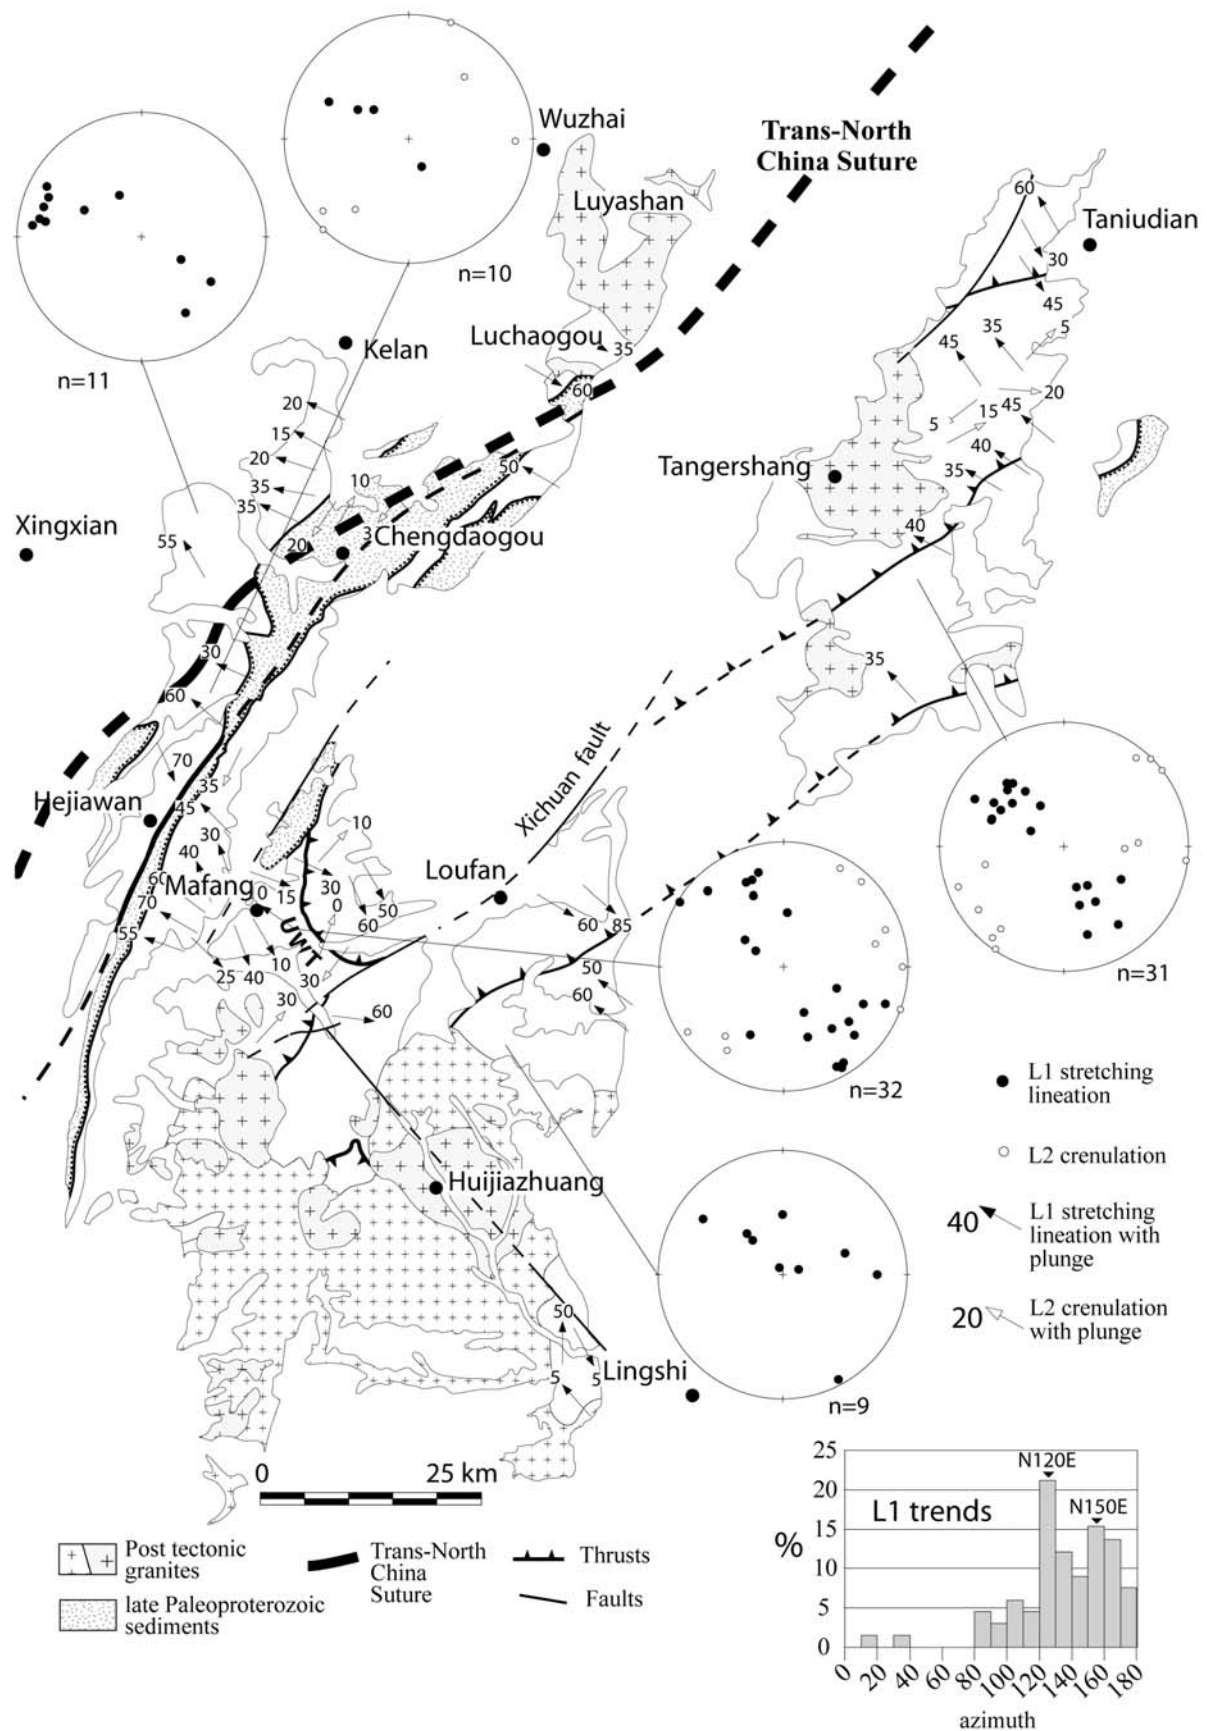 Wuzhai
Trans-North
China Suture
Luyashan
60
Taniudian
n=10
30
45
35
5
45
Luchaogou
35
Kelan
n=11
60
20
20
15
45
5
15
40
20
50
Tangershang
35
35
10
35
Xingxian
40
Chengdaogou
55
20
30
35
60
Xichuan fault
70
35
Hejiawan
45
10
30
40
Loufan
60
Mafang
0
15
30
0
50
70
60
60
85
UWT
55
n=31
25
40
10
30
50
30
60
60
L1 stretching
lineation
n=32
L2 crenulation
Huijiazhuang
L1 stretching
lineation with
plunge
40
20
L2 crenulation
with plunge
50
5
5
Lingshi
n=9
0
25 km
25
20
15
10
5
0
%
L1 trends
N120E
N150E
0
20
40
60
80
100
120
140
160
180
azimuth
Post tectonic
granites
Trans-North
China
Suture
Thrusts
Faults
late Paleoproterozoic
sediments